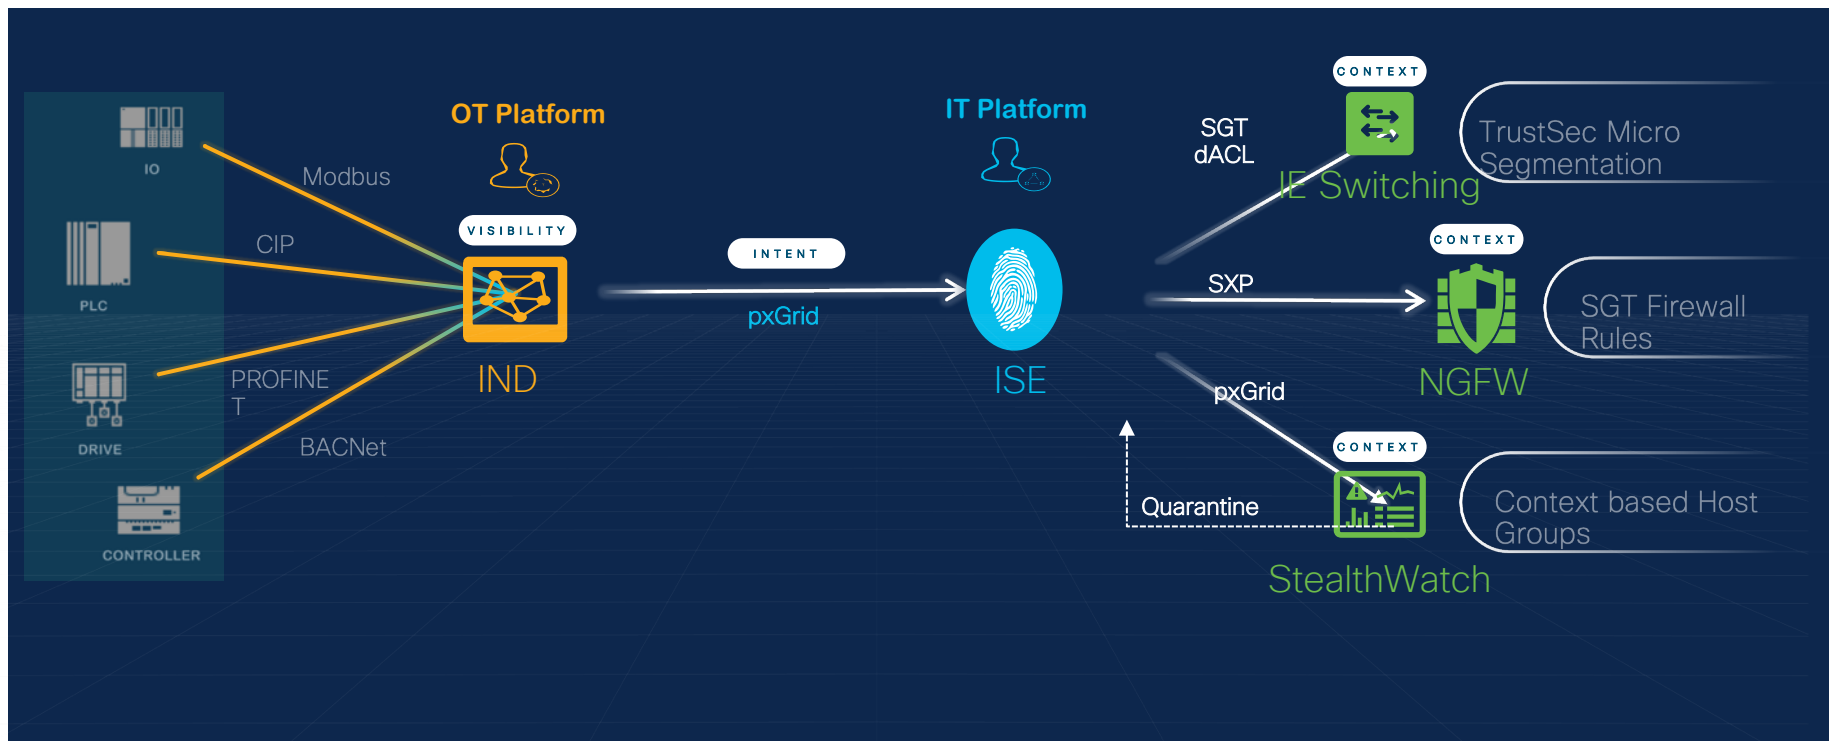 IO
PLC
DRIVE
CONTROLLER
Modbus
CIP
PROFINE
T
BACNet
OT Platform
VISIBILITY
IND
INTENT
pxGrid
IT Platform
ISE
SGT
dACL
SXP
pxGrid
Quarantine
CONTEXT
IE Switching
TrustSec Micro
Segmentation
CONTEXT
NGFW
SGT Firewall
Rules
CONTEXT
StealthWatch
Context based Host
Groups